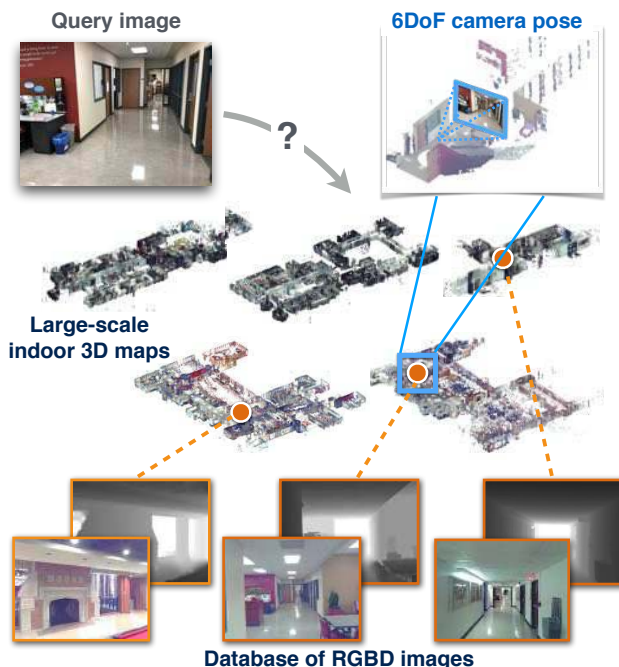 Query image
6DoF camera pose
?
Large-scale
indoor 3D maps
Database of RGBD images